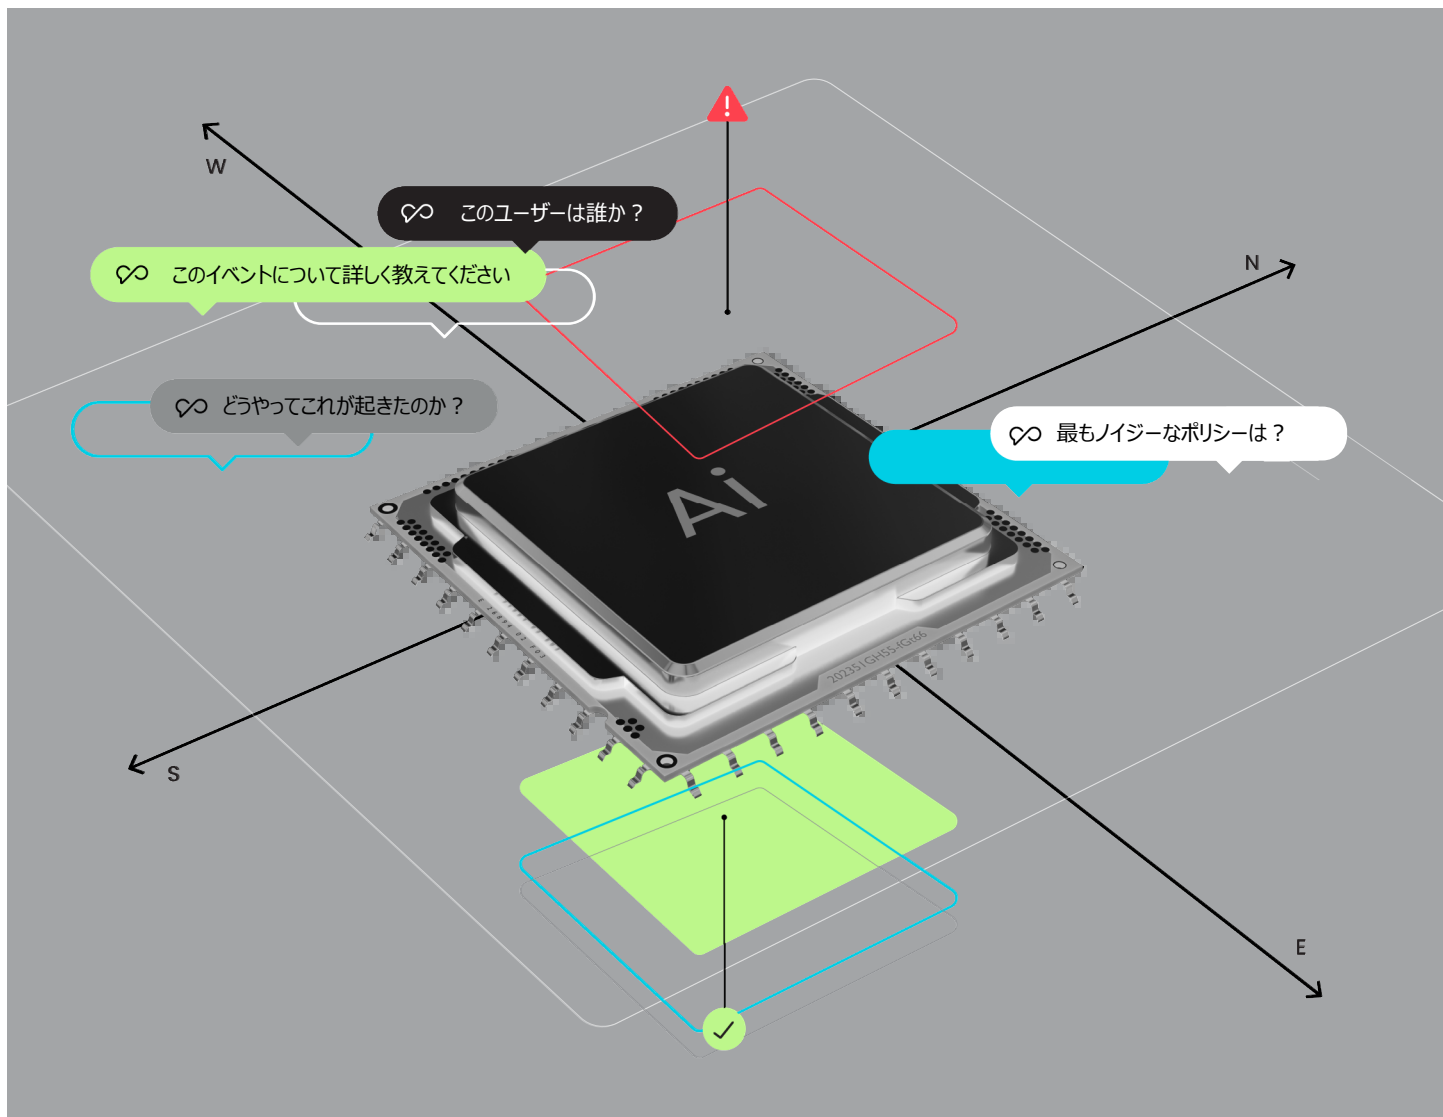 W
このユーザーは誰か？
N
このイベントについて詳しく教えてください
どうやってこれが起きたのか？
最もノイジーなポリシーは？
Ai
202351GH55-fGt66
S
E